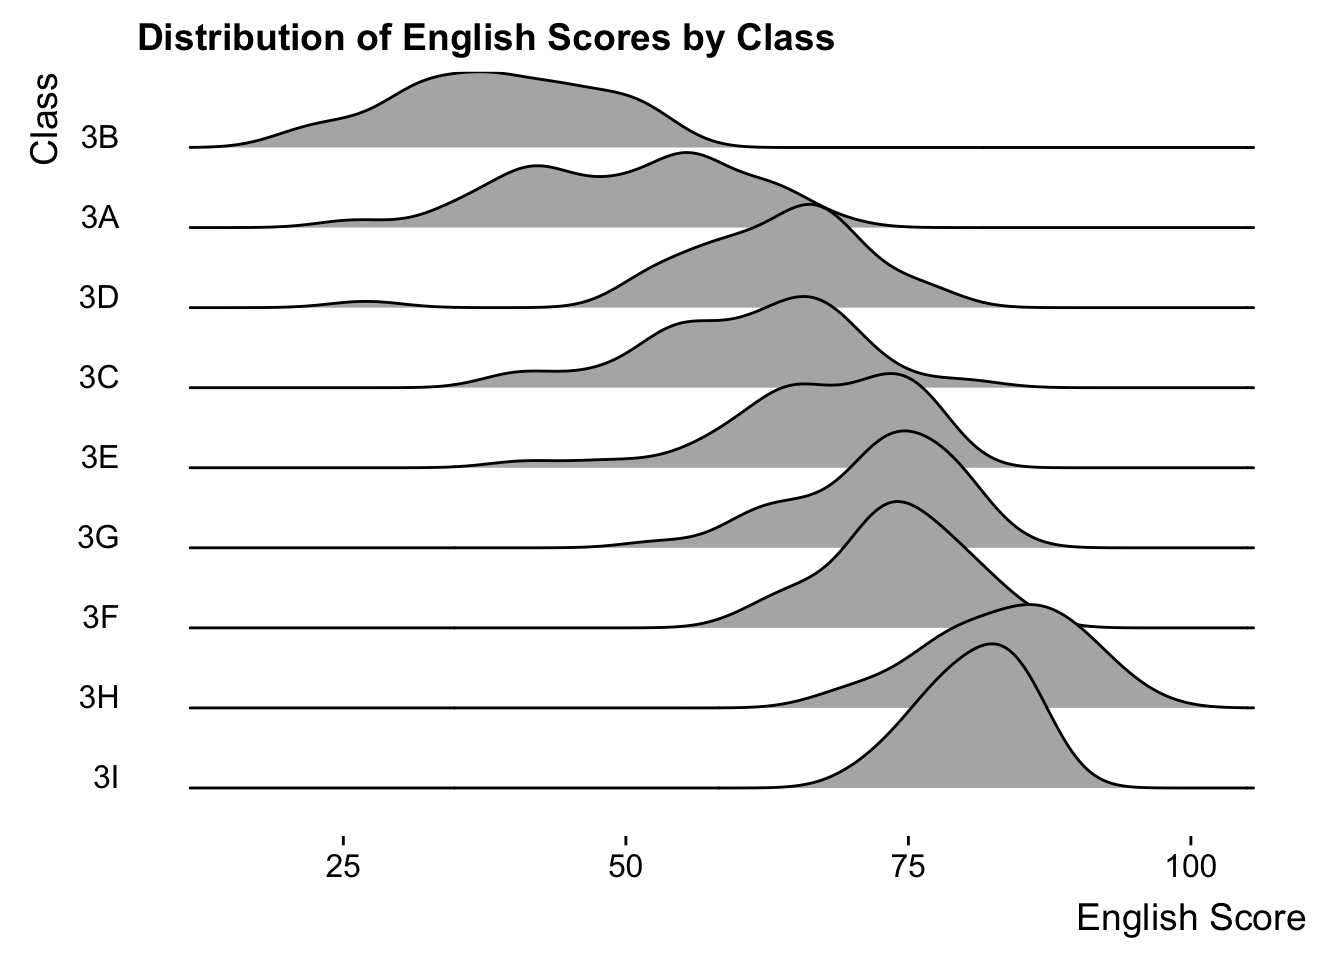 Distribution of English Scores by Class
Class
3B
3A
3D
3C
3E
3G
3F
3H
3I
25 50 75 100
English Score